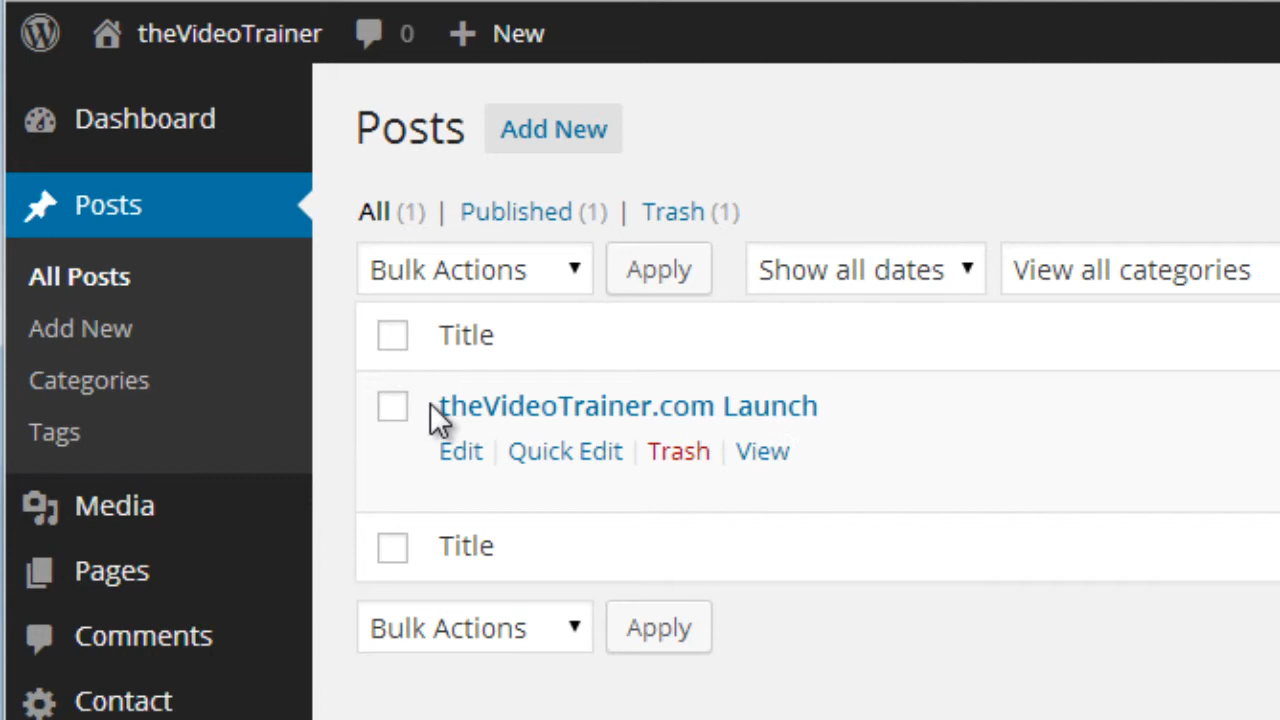 theVideoTrainer 0 New
Dashboard
Posts
All Posts
Add New
Categories
Tags
Media
Pages
Comments
Contact
Posts Add New
All (1) | Published (1) | Trash (1)
Bulk Actions Apply Show all dates View all categories
Title
theVideoTrainer.com Launch
Edit | Quick Edit | Trash | View
Title
Bulk Actions Apply